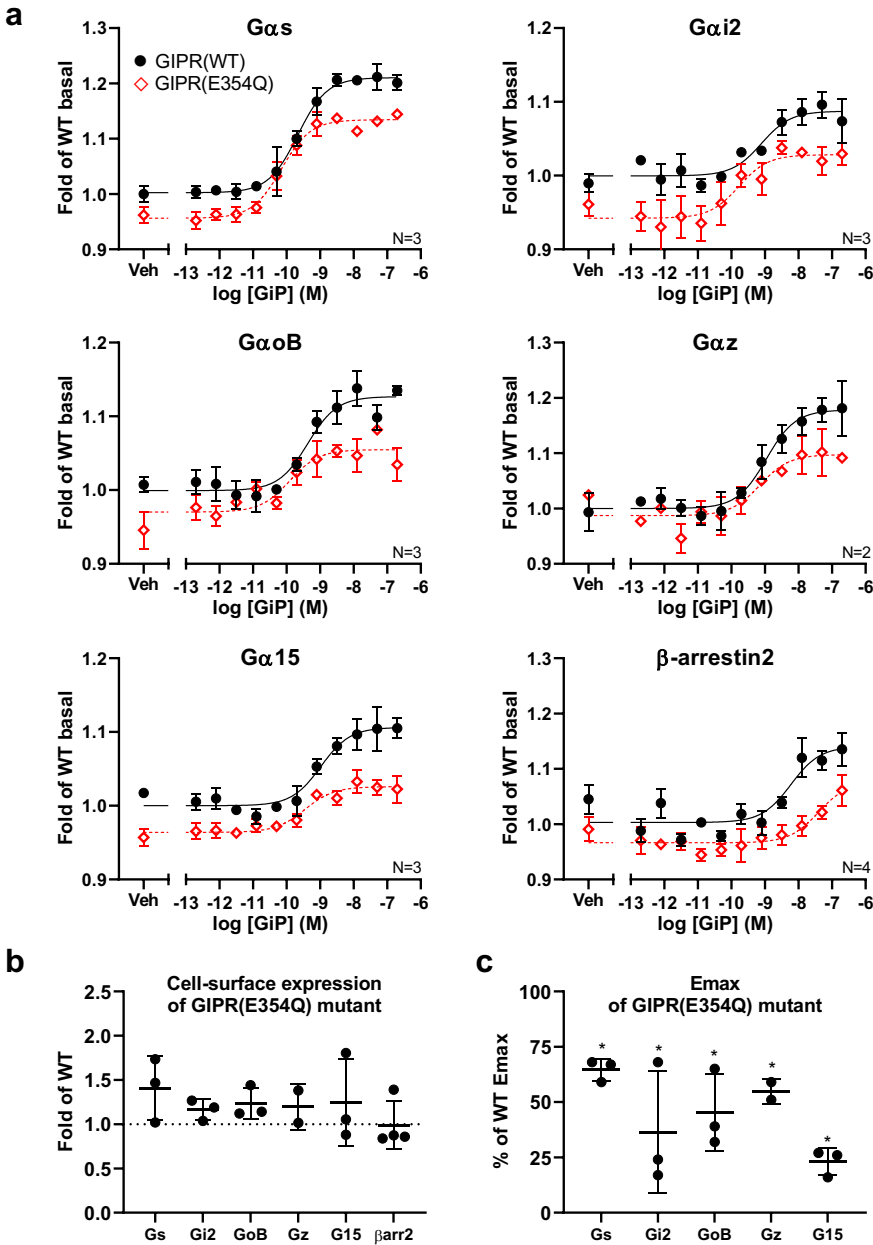 a
Gαs
GIPR(WT)
GIPR(E354Q)
Fold of WT basal
1.3
1.2
1.1
1.0
0.9
N=3
Veh -13 -12 -11 -10 -9 -8 -7 -6
log [GiP] (M)
Gαi2
Fold of WT basal
1.2
1.1
1.0
0.9
N=3
Veh -13 -12 -11 -10 -9 -8 -7 -6
log [GiP] (M)
GαoB
Fold of WT basal
1.2
1.1
1.0
0.9
N=3
Veh -13 -12 -11 -10 -9 -8 -7 -6
log [GiP] (M)
Gαz
Fold of WT basal
1.3
1.2
1.1
1.0
0.9
N=2
Veh -13 -12 -11 -10 -9 -8 -7 -6
log [GiP] (M)
Gα15
Fold of WT basal
1.2
1.1
1.0
0.9
N=3
Veh -13 -12 -11 -10 -9 -8 -7 -6
log [GiP] (M)
β-arrestin2
Fold of WT basal
1.3
1.2
1.1
1.0
0.9
N=4
Veh -13 -12 -11 -10 -9 -8 -7 -6
log [GiP] (M)
b
Cell-surface expression
of GIPR(E354Q) mutant
Fold of WT
2.5
2.0
1.5
1.0
0.5
0.0
Gs Gi2 GoB Gz G15 βarr2
c
Emax
of GIPR(E354Q) mutant
% of WT Emax
100
75
50
25
0
* * * * *
Gs Gi2 GoB Gz G15